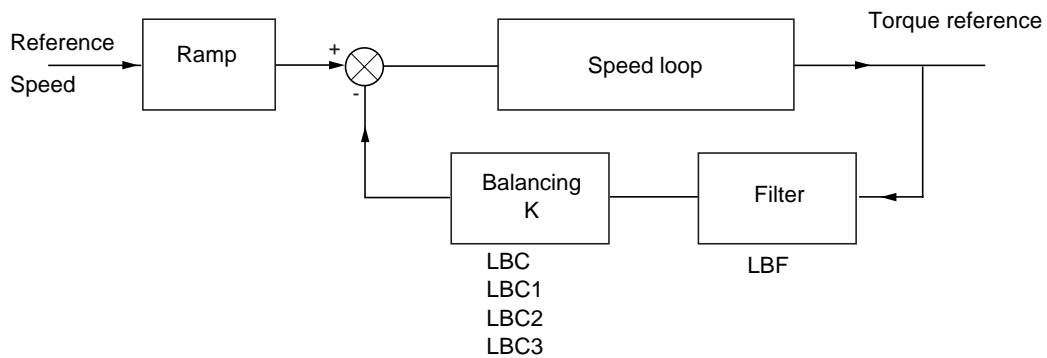 Torque reference
Reference
Speed
Ramp
+
-
Speed loop
Balancing
K
Filter
LBC
LBC1
LBC2
LBC3
LBF